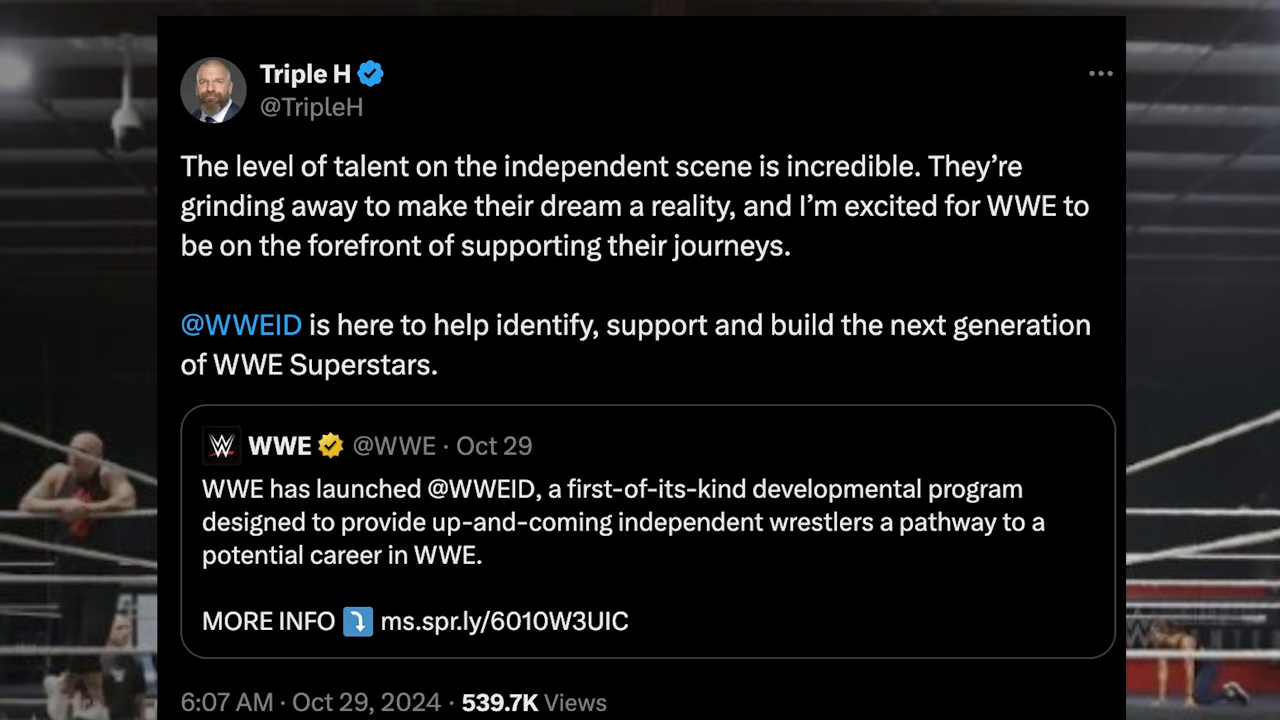 Triple H
@TripleH
The level of talent on the independent scene is incredible. They’re
grinding away to make their dream a reality, and I’m excited for WWE to
be on the forefront of supporting their journeys.
@WWEID is here to help identify, support and build the next generation
of WWE Superstars.
WWE @WWE · Oct 29
WWE has launched @WWEID, a first-of-its-kind developmental program
designed to provide up-and-coming independent wrestlers a pathway to a
potential career in WWE.
MORE INFO ⤵️ ms.spr.ly/6010W3UIC
6:07 AM · Oct 29, 2024 · 539.7K Views